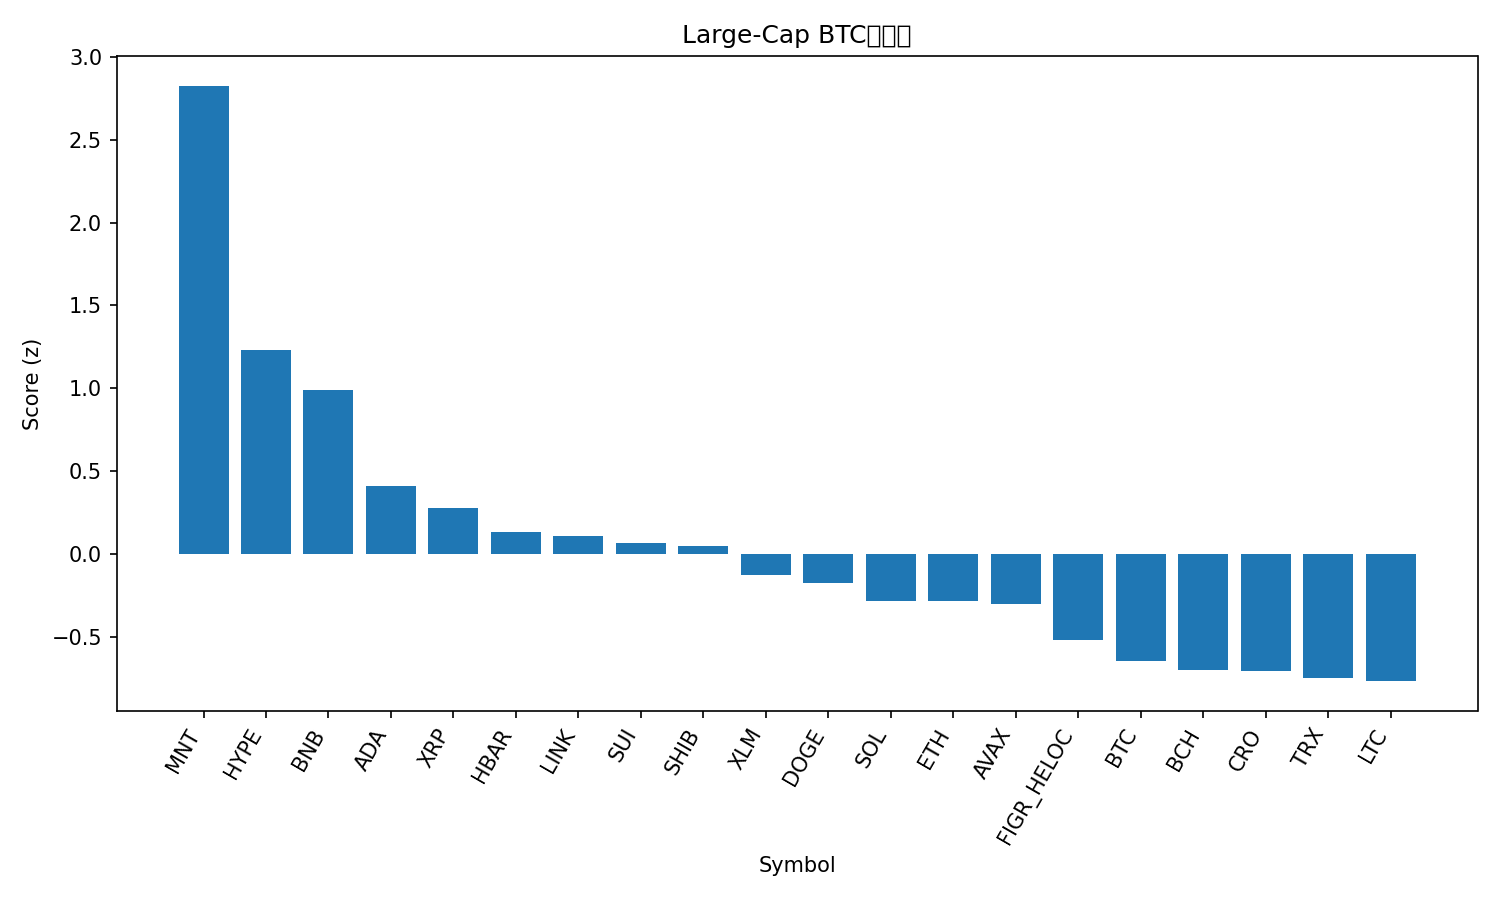 Large-Cap BTC
3.0
2.5
2.0
1.5
1.0
0.5
0.0
−0.5
Score (z)
MNT
HYPE
BNB
ADA
XRP
HBAR
LINK
SUI
SHIB
XLM
DOGE
SOL
ETH
AVAX
FIGR_HELOC
BTC
BCH
CRO
TRX
LTC
Symbol